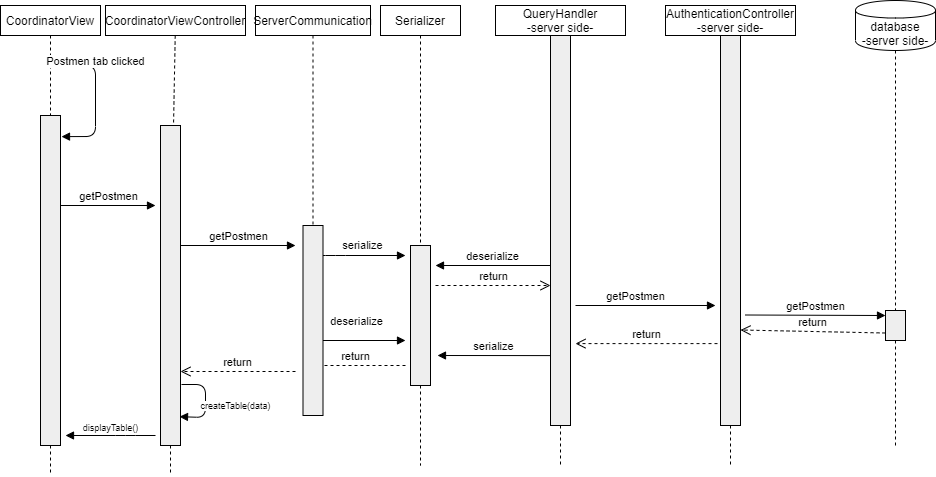 CoordinatorView
CoordinatorViewController
ServerCommunication
Serializer
QueryHandler
-server side-
AuthenticationController
-server side-
database
-server side-
Postmen tab clicked
getPostmen
getPostmen
serialize
deserialize
return
getPostmen
getPostmen
return
deserialize
return
serialize
return
return
createTable(data)
displayTable()